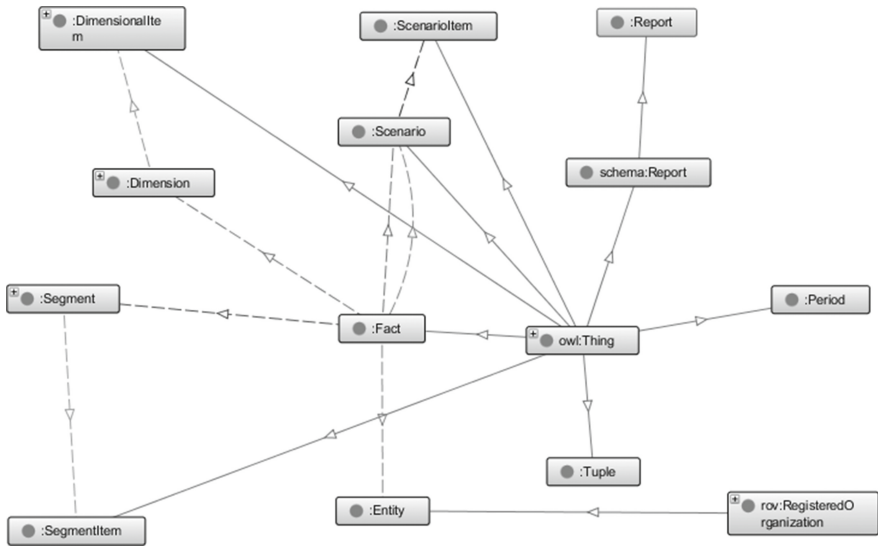 :DimensionalIte
m
:ScenarioItem
:Report
:Scenario
schema:Report
:Dimension
:Segment
:Period
:Fact
owl:Thing
:Tuple
:Entity
rov:RegisteredO
rganization
:SegmentItem